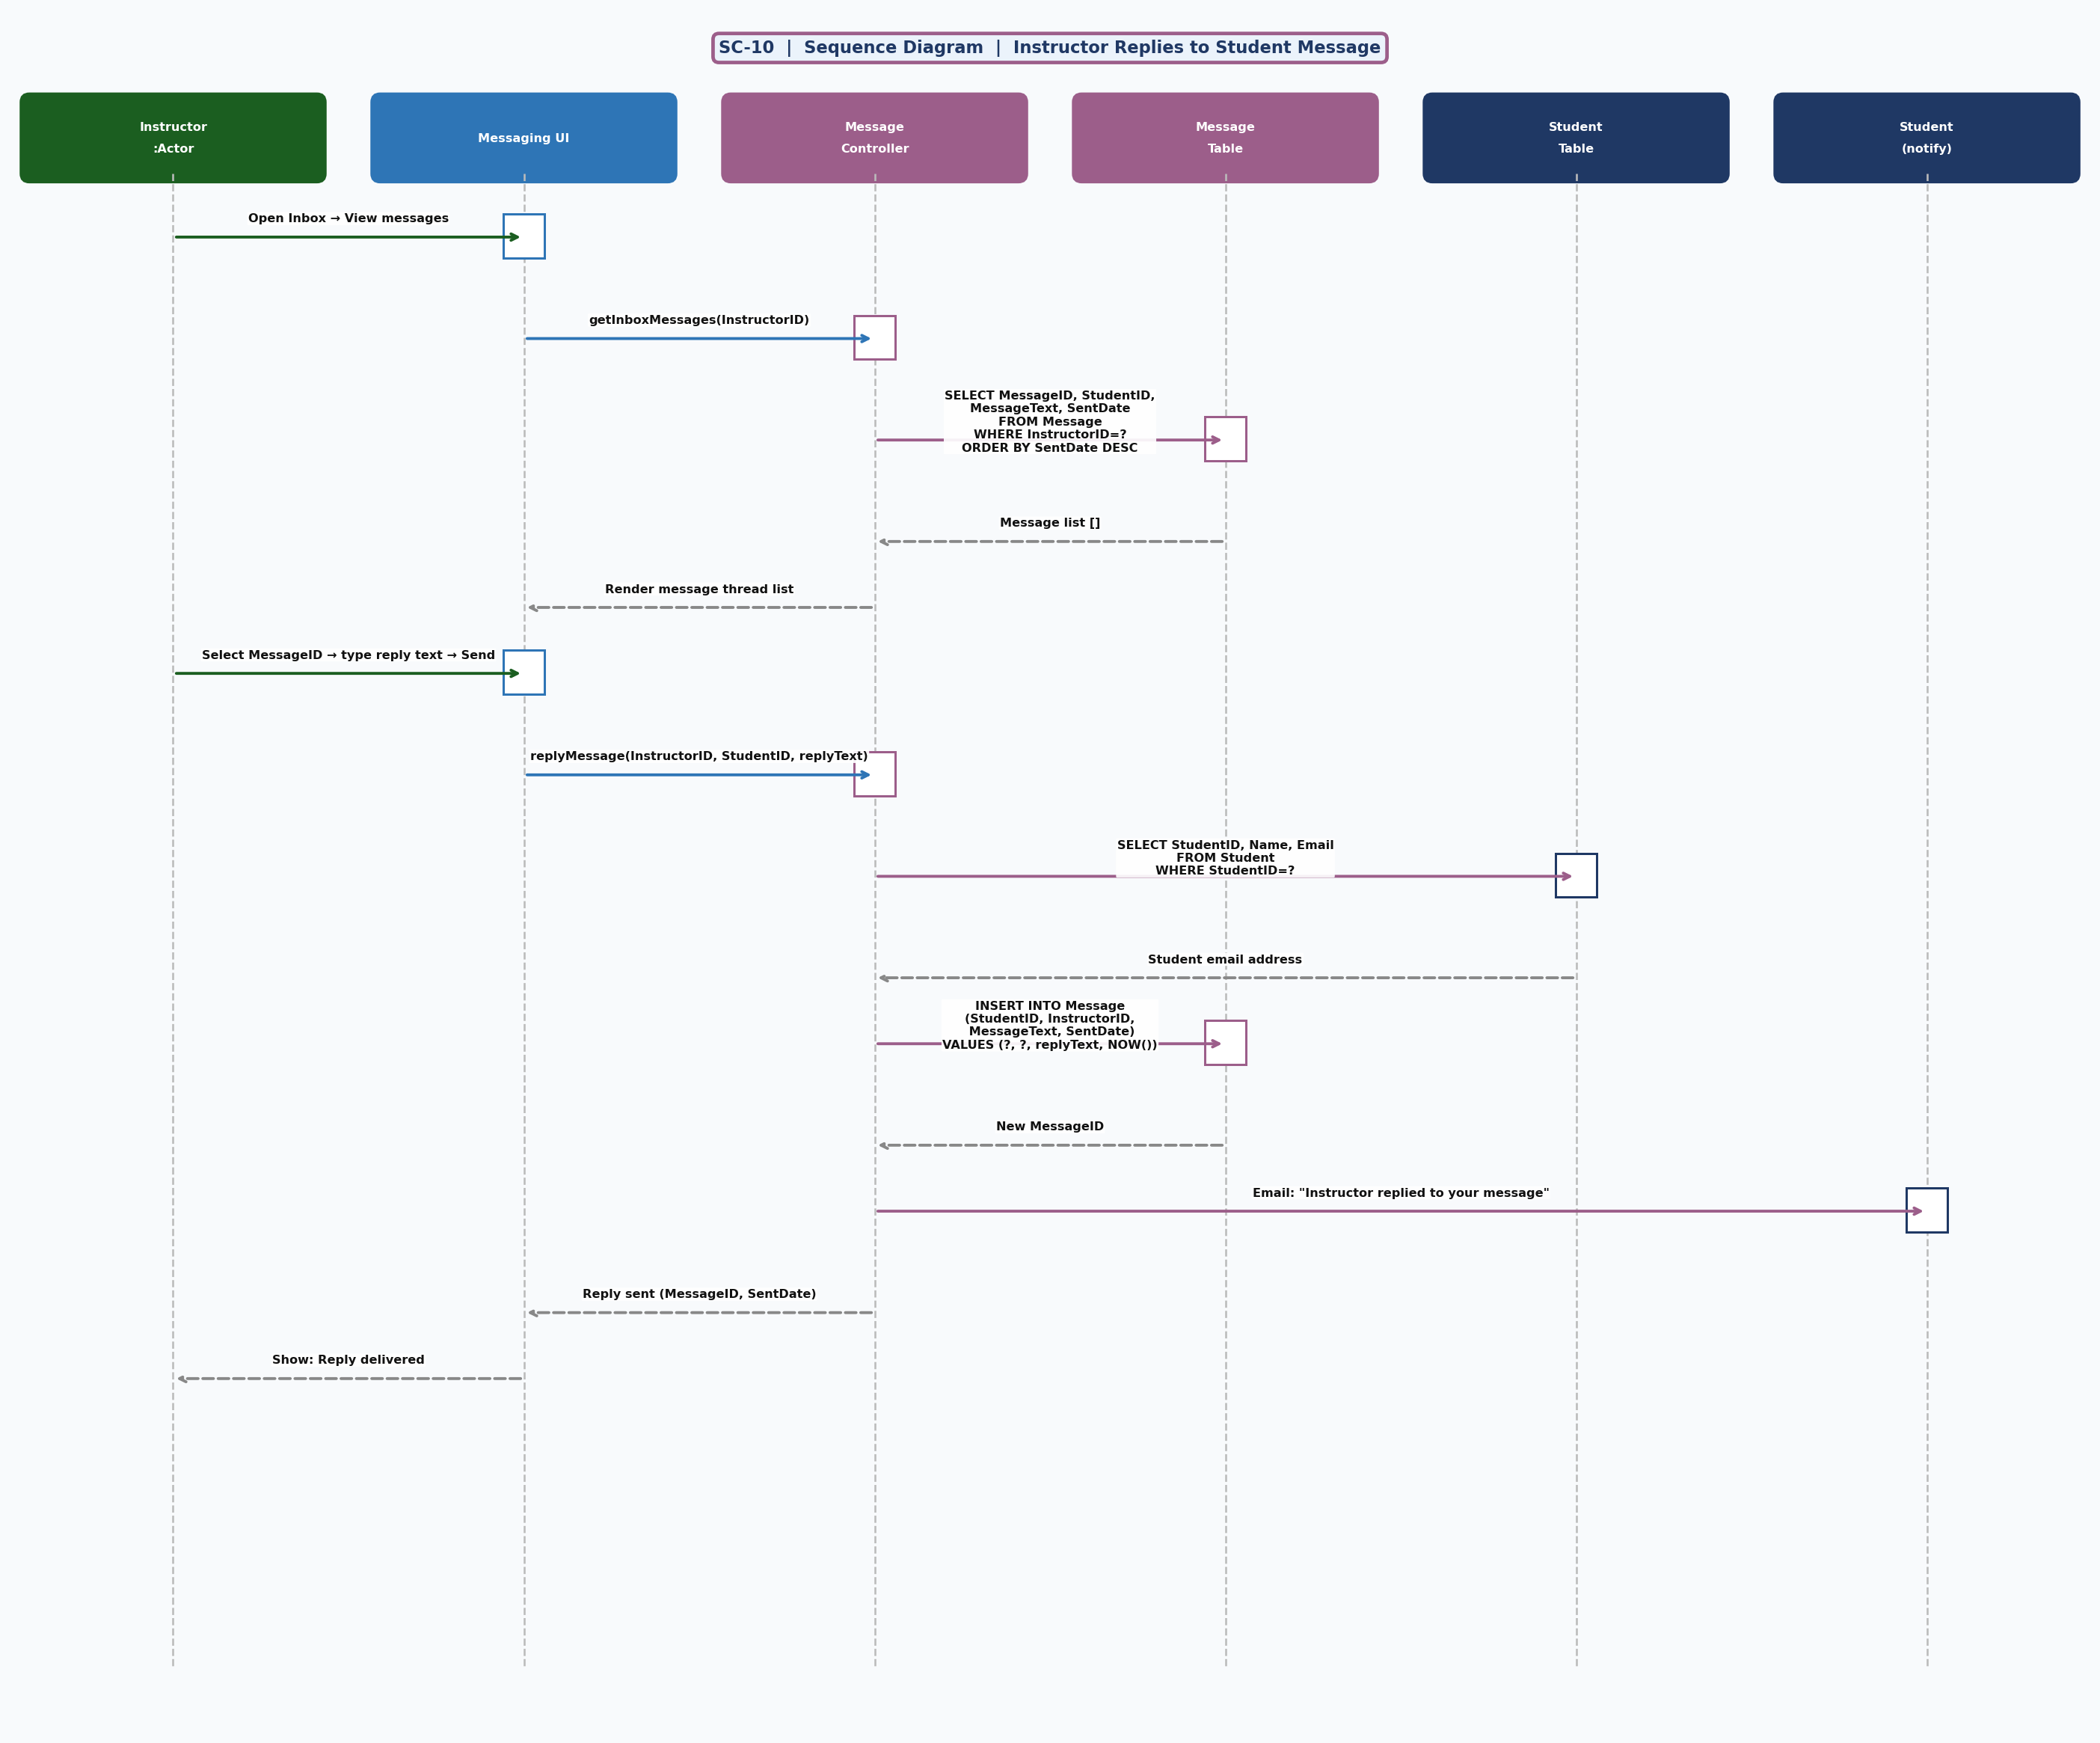 SC-10 | Sequence Diagram | Instructor Replies to Student Message
Instructor
:Actor
Messaging UI
Message
Controller
Message
Table
Student
Table
Student
(notify)
Open Inbox → View messages
getInboxMessages(InstructorID)
SELECT MessageID, StudentID,
MessageText, SentDate
FROM Message
WHERE InstructorID=?
ORDER BY SentDate DESC
Message list []
Render message thread list
Select MessageID → type reply text → Send
replyMessage(InstructorID, StudentID, replyText)
SELECT StudentID, Name, Email
FROM Student
WHERE StudentID=?
Student email address
INSERT INTO Message
(StudentID, InstructorID,
MessageText, SentDate)
VALUES (?, ?, replyText, NOW())
New MessageID
Email: "Instructor replied to your message"
Reply sent (MessageID, SentDate)
Show: Reply delivered